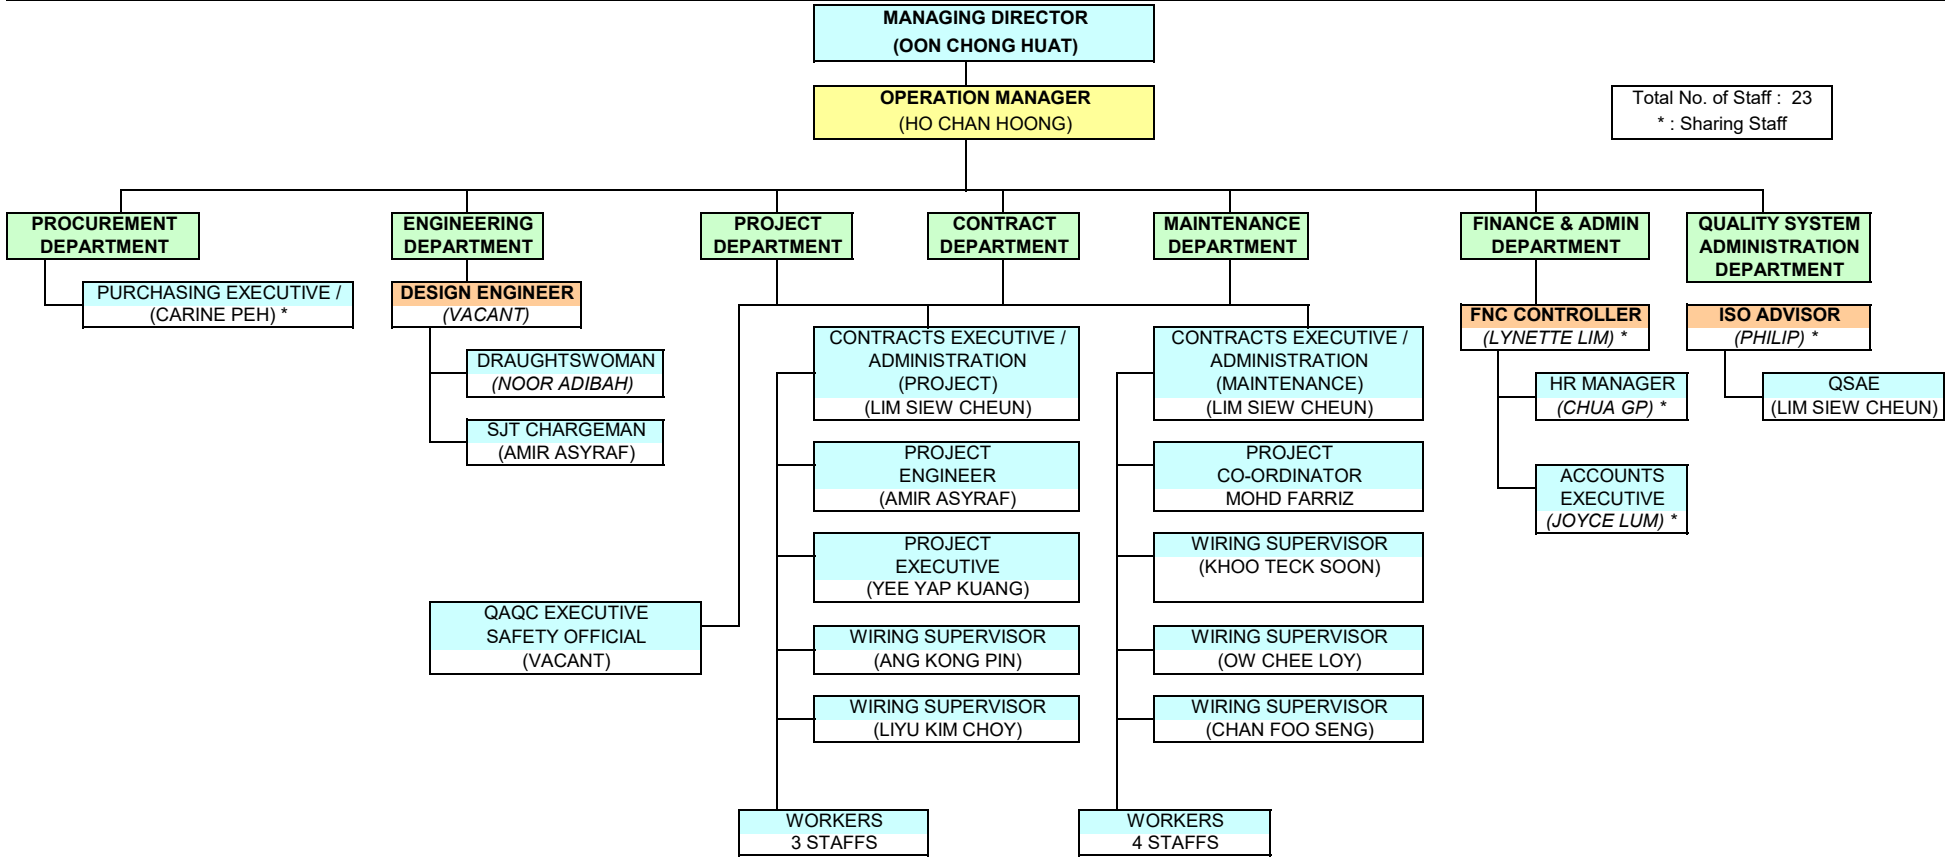 MANAGING DIRECTOR
(OON CHONG HUAT)
OPERATION MANAGER
(HO CHAN HOONG)
Total No. of Staff : 23
* : Sharing Staff
PROCUREMENT
DEPARTMENT
PURCHASING EXECUTIVE /
(CARINE PEH) *
ENGINEERING
DEPARTMENT
DESIGN ENGINEER
(VACANT)
DRAUGHTSWOMAN
(NOOR ADIBAH)
SJT CHARGEMAN
(AMIR ASYRAF)
PROJECT
DEPARTMENT
CONTRACT
DEPARTMENT
MAINTENANCE
DEPARTMENT
QAQC EXECUTIVE
SAFETY OFFICIAL
(VACANT)
CONTRACTS EXECUTIVE /
ADMINISTRATION
(PROJECT)
(LIM SIEW CHEUN)
PROJECT
ENGINEER
(AMIR ASYRAF)
PROJECT
EXECUTIVE
(YEE YAP KUANG)
WIRING SUPERVISOR
(ANG KONG PIN)
WIRING SUPERVISOR
(LIYU KIM CHOY)
WORKERS
3 STAFFS
CONTRACTS EXECUTIVE /
ADMINISTRATION
(MAINTENANCE)
(LIM SIEW CHEUN)
PROJECT
CO-ORDINATOR
MOHD FARRIZ
WIRING SUPERVISOR
(KHOO TECK SOON)
WIRING SUPERVISOR
(OW CHEE LOY)
WIRING SUPERVISOR
(CHAN FOO SENG)
WORKERS
4 STAFFS
FINANCE & ADMIN
DEPARTMENT
FNC CONTROLLER
(LYNETTE LIM) *
HR MANAGER
(CHUA GP) *
ACCOUNTS
EXECUTIVE
(JOYCE LUM) *
QUALITY SYSTEM
ADMINISTRATION
DEPARTMENT
ISO ADVISOR
(PHILIP) *
QSAE
(LIM SIEW CHEUN)